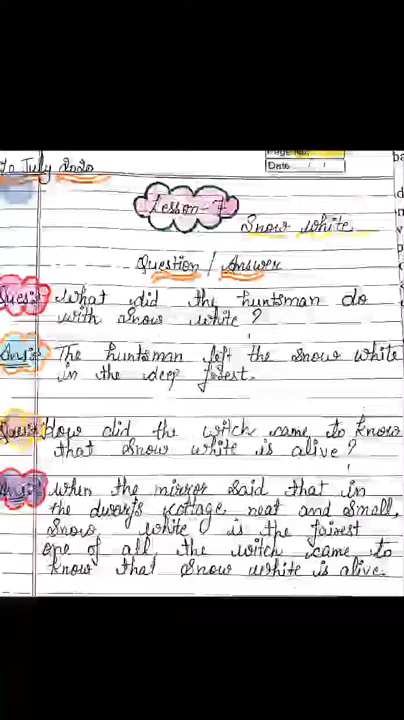 Page No.
Date
20 July 2020
Lesson-7
Snow white
Question / Answer
Ques:1 What did the huntsman do
with snow white?
Ans:1 The huntsman left the snow white
in the deep forest.
Ques:2 How did the witch came to know
that snow white is alive?
Ans:2 When the mirror said that in
the dwarfs cottage neat and small,
snow white is the fairest
one of all, the witch came to
know that snow white is alive.